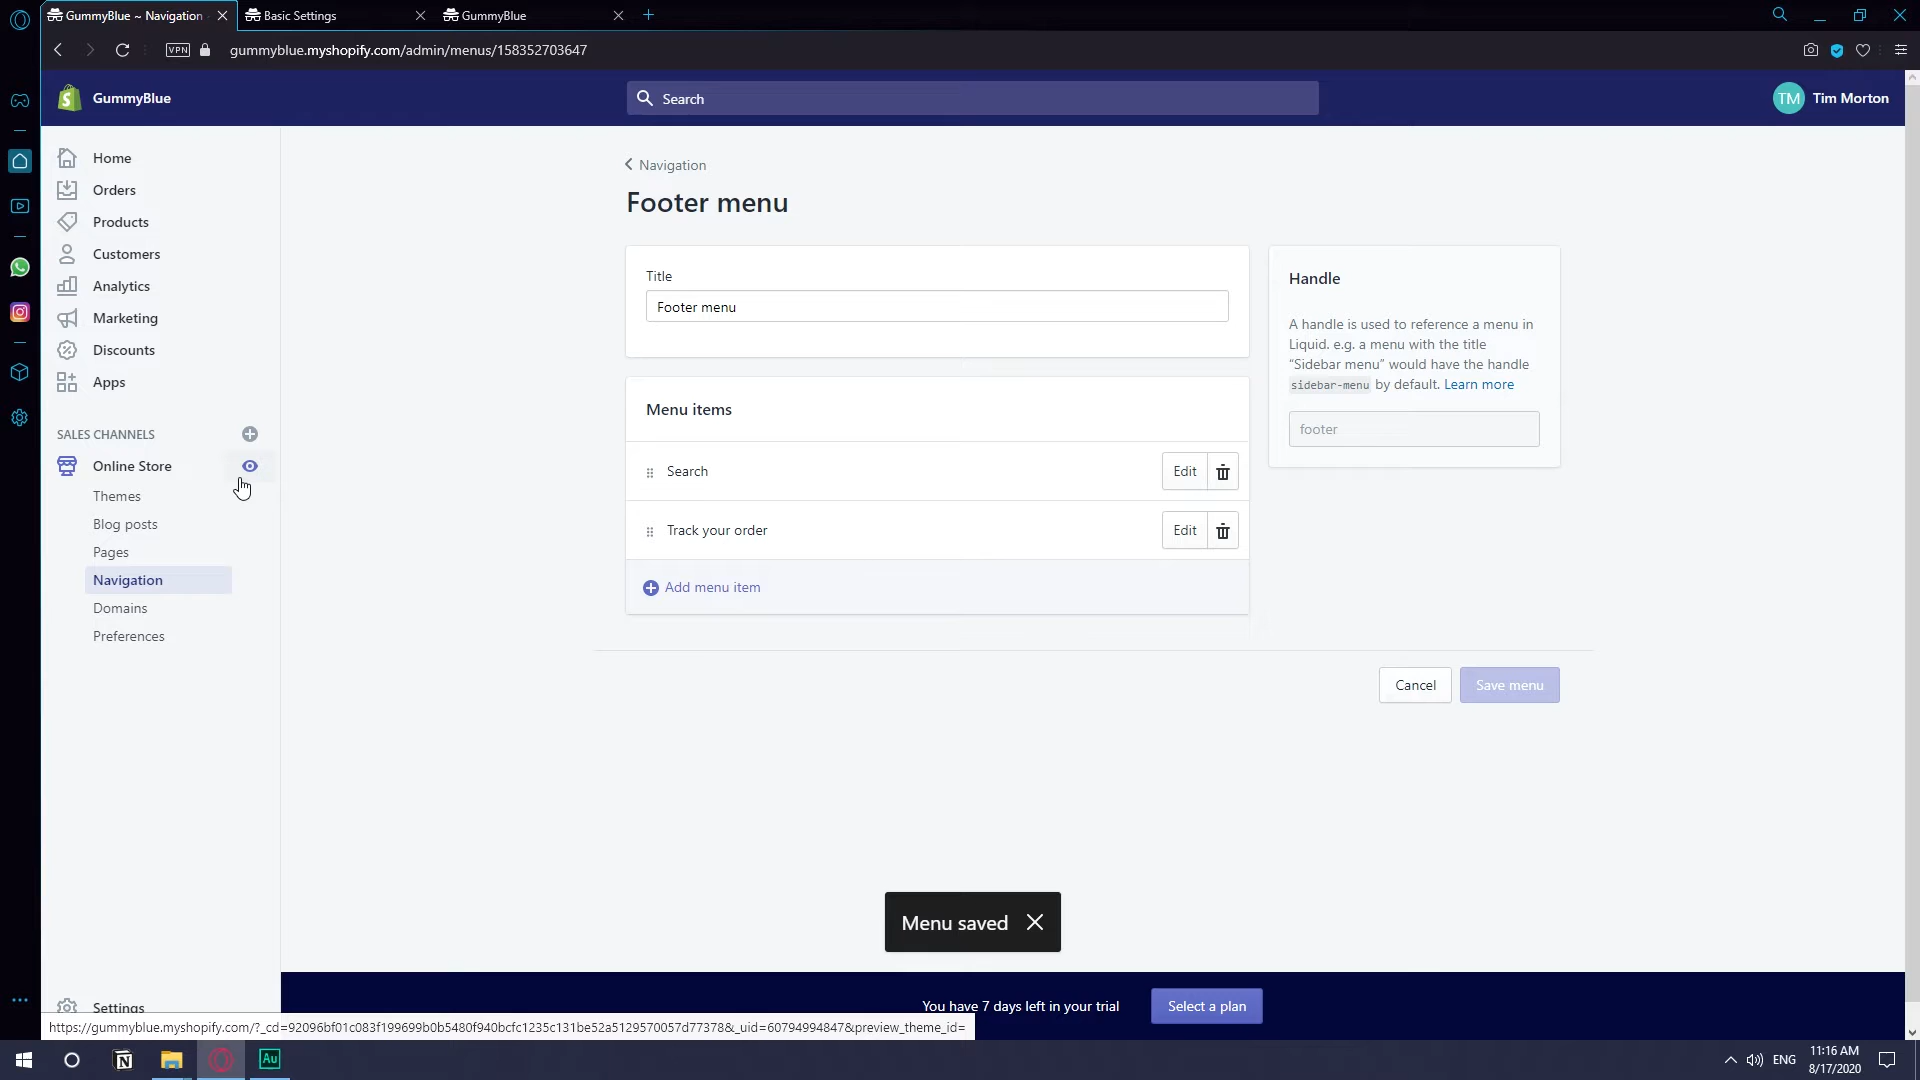 GummyBlue ~ Navigation
Basic Settings
GummyBlue
VPN
gummyblue.myshopify.com/admin/menus/158352703647
GummyBlue
Search
TM
Tim Morton
Home
Orders
Products
Customers
Analytics
Marketing
Discounts
Apps
SALES CHANNELS
Online Store
Themes
Blog posts
Pages
Navigation
Domains
Preferences
Settings
Navigation
Footer menu
Title
Footer menu
Menu items
Search
Edit
Track your order
Edit
Add menu item
Handle
A handle is used to reference a menu in
Liquid. e.g. a menu with the title
“Sidebar menu” would have the handle
sidebar-menu by default. Learn more
footer
Cancel
Save menu
Menu saved
You have 7 days left in your trial
Select a plan
https://gummyblue.myshopify.com/?_cd=92096bf01c083f199699b0b5480f940bcfc1235c131be52a5129570057d77378&_uid=60794994847&preview_theme_id=
Au
ENG
11:16 AM
8/17/2020